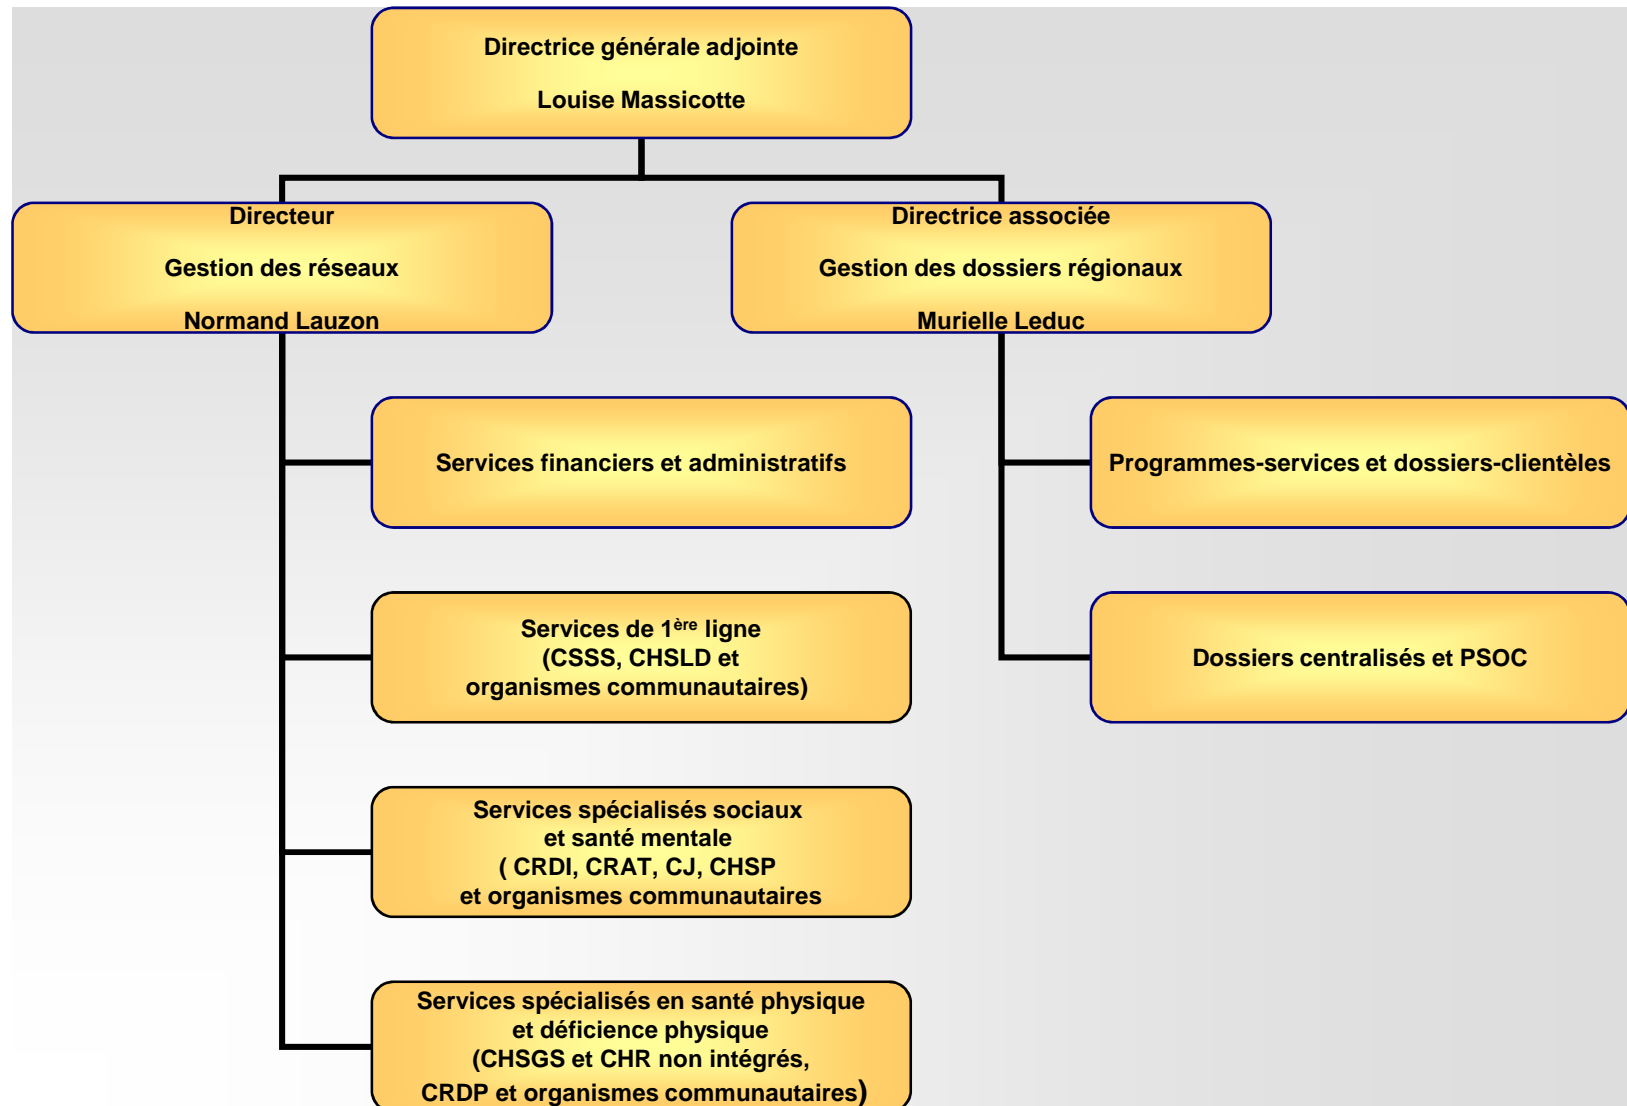 Directrice générale adjointe
Louise Massicotte
Directeur
Gestion des réseaux
Normand Lauzon
Directrice associée
Gestion des dossiers régionaux
Murielle Leduc
Services financiers et administratifs
Services de 1ère ligne
(CSSS, CHSLD et
organismes communautaires)
Services spécialisés sociaux
et santé mentale
( CRDI, CRAT, CJ, CHSP
et organismes communautaires
Services spécialisés en santé physique
et déficience physique
(CHSGS et CHR non intégrés,
CRDP et organismes communautaires)
Programmes-services et dossiers-clientèles
Dossiers centralisés et PSOC